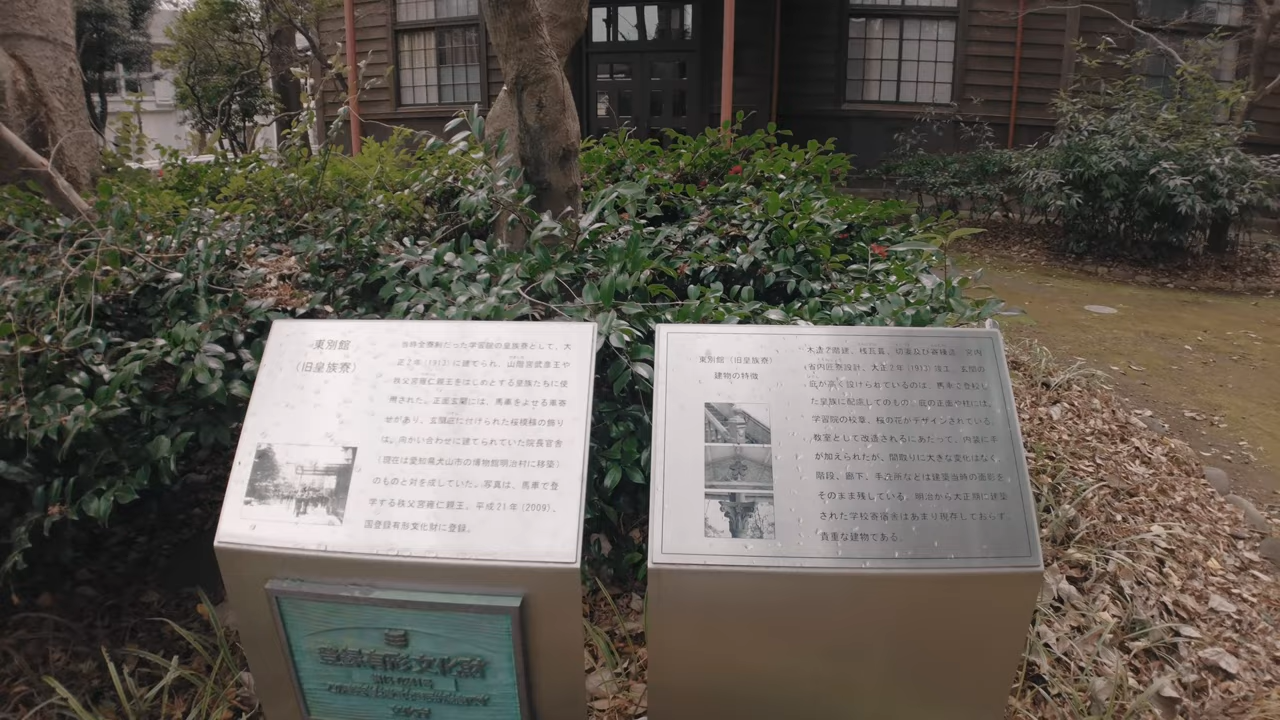 東別館
(旧皇族寮)
当時全寮制だった学習院の皇族寮として、大
正2年(1913)に建てられ、山階宮武彦王や
秩父宮雍仁親王をはじめとする皇族たちに使
用された。正面玄関には、馬車をよせる車寄
せがあり、玄関庇に付けられた桜模様の飾り
は、向かい合わせに建てられていた院長官舎
(現在は愛知県犬山市の博物館明治村に移築)
のものと対を成していた。写真は、馬車で登
学する秩父宮雍仁親王。平成21年(2009)、
国登録有形文化財に登録。
登録有形文化財
東別館(旧皇族寮)
建物の特徴
木造2階建、桟瓦葺、切妻及び寄棟造。宮内
省内匠寮設計、大正2年(1913)竣工。玄関の
庇が高く設けられているのは、馬車で登校し
た皇族に配慮してのもの。庇の正面や柱には、
学習院の校章、桜の花がデザインされている。
教室として改造されるにあたって、内装に手
が加えられたが、間取りに大きな変化はなく、
階段、廊下、手洗所などは建築当時の面影を
そのまま残している。明治から大正期に建築
された学校寄宿舎はあまり現存しておらず、
貴重な建物である。